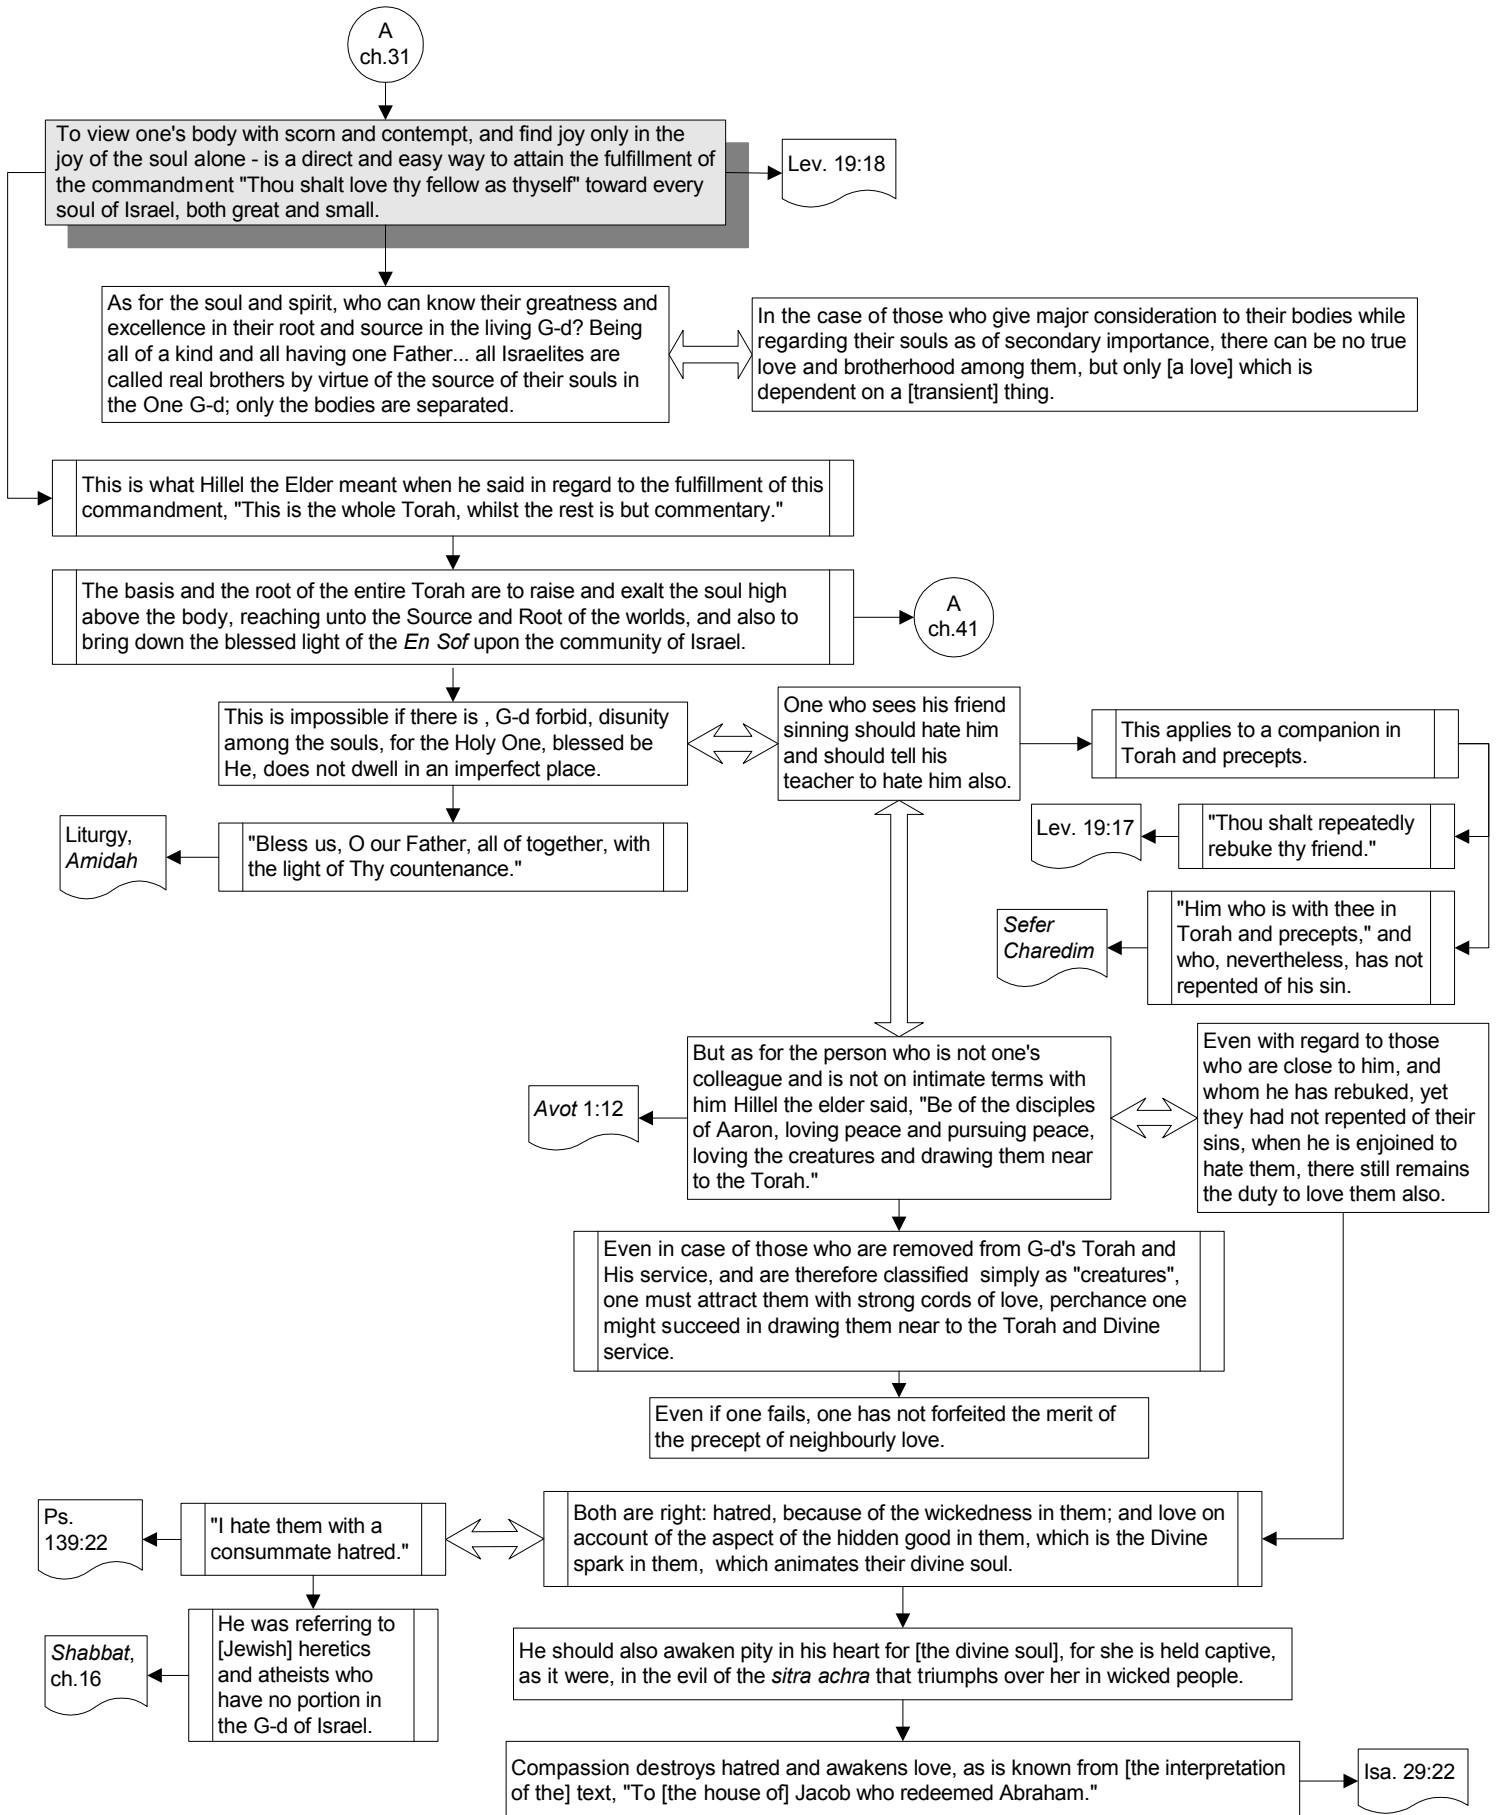 A
ch.31
To view one's body with scorn and contempt, and find joy only in the
joy of the soul alone - is a direct and easy way to attain the fulfillment of
the commandment "Thou shalt love thy fellow as thyself" toward every
soul of Israel, both great and small.
Lev. 19:18
As for the soul and spirit, who can know their greatness and
excellence in their root and source in the living G-d? Being
all of a kind and all having one Father... all Israelites are
called real brothers by virtue of the source of their souls in
the One G-d; only the bodies are separated.
In the case of those who give major consideration to their bodies while
regarding their souls as of secondary importance, there can be no true
love and brotherhood among them, but only [a love] which is
dependent on a [transient] thing.
This is what Hillel the Elder meant when he said in regard to the fulfillment of this
commandment, "This is the whole Torah, whilst the rest is but commentary."
The basis and the root of the entire Torah are to raise and exalt the soul high
above the body, reaching unto the Source and Root of the worlds, and also to
bring down the blessed light of the En Sof upon the community of Israel.
A
ch.41
This is impossible if there is , G-d forbid, disunity
among the souls, for the Holy One, blessed be
He, does not dwell in an imperfect place.
One who sees his friend
sinning should hate him
and should tell his
teacher to hate him also.
This applies to a companion in
Torah and precepts.
Liturgy,
Amidah
"Bless us, O our Father, all of together, with
the light of Thy countenance."
Lev. 19:17
"Thou shalt repeatedly
rebuke thy friend."
Sefer
Charedim
"Him who is with thee in
Torah and precepts," and
who, nevertheless, has not
repented of his sin.
Avot 1:12
But as for the person who is not one's
colleague and is not on intimate terms with
him Hillel the elder said, "Be of the disciples
of Aaron, loving peace and pursuing peace,
loving the creatures and drawing them near
to the Torah."
Even with regard to those
who are close to him, and
whom he has rebuked, yet
they had not repented of their
sins, when he is enjoined to
hate them, there still remains
the duty to love them also.
Even in case of those who are removed from G-d's Torah and
His service, and are therefore classified simply as "creatures",
one must attract them with strong cords of love, perchance one
might succeed in drawing them near to the Torah and Divine
service.
Even if one fails, one has not forfeited the merit of
the precept of neighbourly love.
Ps.
139:22
"I hate them with a
consummate hatred."
Both are right: hatred, because of the wickedness in them; and love on
account of the aspect of the hidden good in them, which is the Divine
spark in them, which animates their divine soul.
Shabbat,
ch.16
He was referring to
[Jewish] heretics
and atheists who
have no portion in
the G-d of Israel.
He should also awaken pity in his heart for [the divine soul], for she is held captive,
as it were, in the evil of the sitra achra that triumphs over her in wicked people.
Compassion destroys hatred and awakens love, as is known from [the interpretation
of the] text, "To [the house of] Jacob who redeemed Abraham."
Isa. 29:22